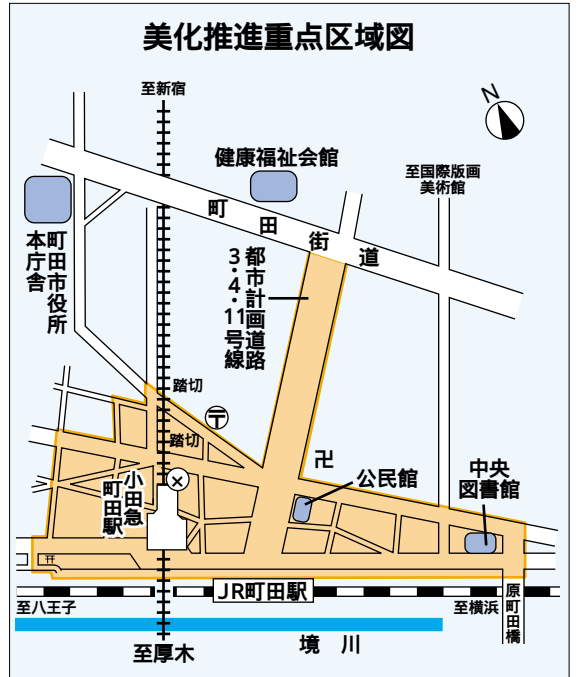 美化推進重点区域図
至新宿
N
健康福祉会館
至国際版画
美術館
町田街道
町田市役所
本庁舎
都市計画道路
3・4・11号線
踏切
〒
踏切
卍
公民館
中央
図書館
小田急
町田駅
JR町田駅
至八王子
至横浜
原町田橋
至厚木
境川